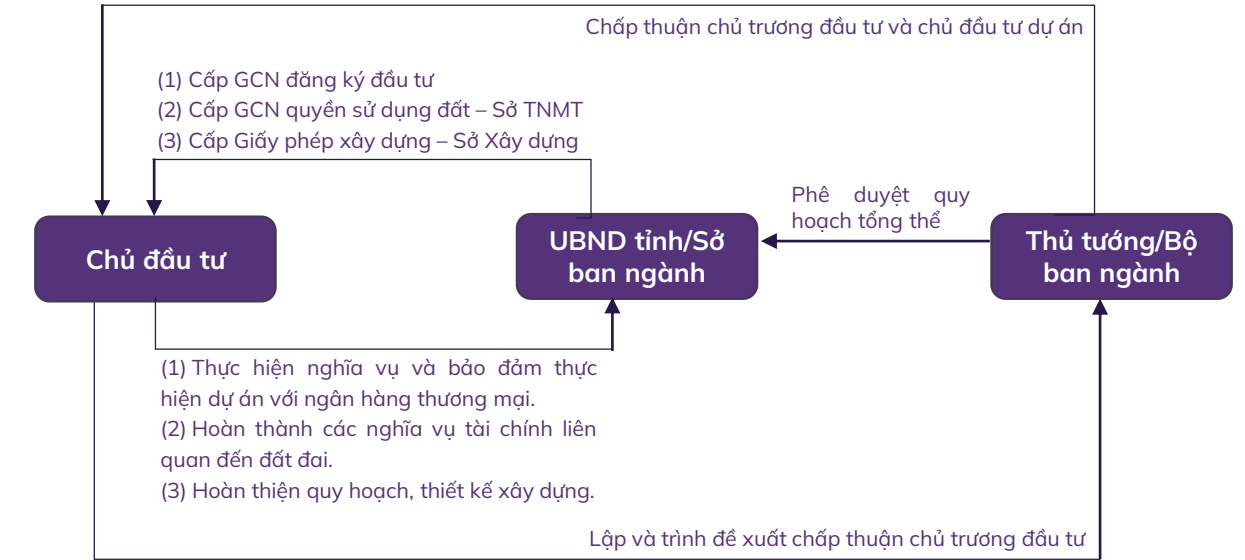 Chấp thuận chủ trương đầu tư và chủ đầu tư dự án
(1) Cấp GCN đăng ký đầu tư
(2) Cấp GCN quyền sử dụng đất – Sở TNMT
(3) Cấp Giấy phép xây dựng – Sở Xây dựng
Phê duyệt quy
hoạch tổng thể
Chủ đầu tư
UBND tỉnh/Sở
ban ngành
Thủ tướng/Bộ
ban ngành
(1) Thực hiện nghĩa vụ và bảo đảm thực
hiện dự án với ngân hàng thương mại.
(2) Hoàn thành các nghĩa vụ tài chính liên
quan đến đất đai.
(3) Hoàn thiện quy hoạch, thiết kế xây dựng.
Lập và trình đề xuất chấp thuận chủ trương đầu tư